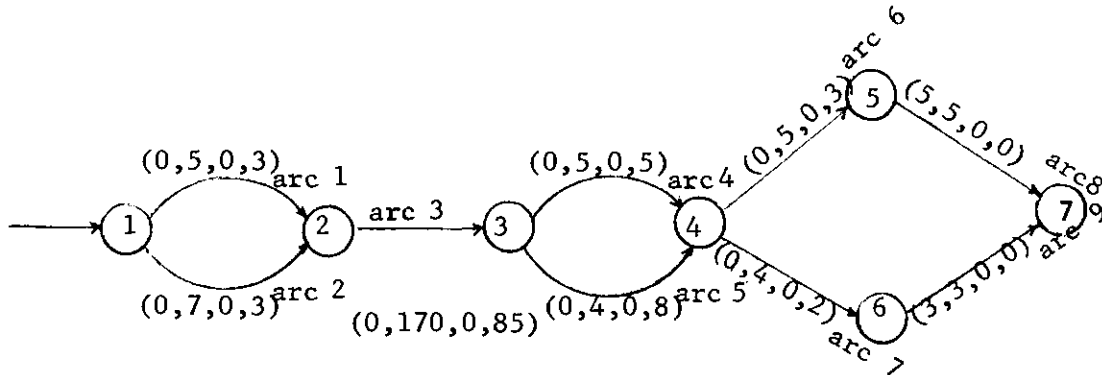 arc 6
(0,5,0,3)
5
(5,5,0,0)
arc8
(0,5,0,3)
arc 1
(0,5,0,5)
arc 4
1
2
arc 3
3
4
7
arc 9
(0,7,0,3)
arc 2
(0,170,0,85)
(0,4,0,8)
arc 5
(0,4,0,2)
6
(3,3,0,0)
arc 7